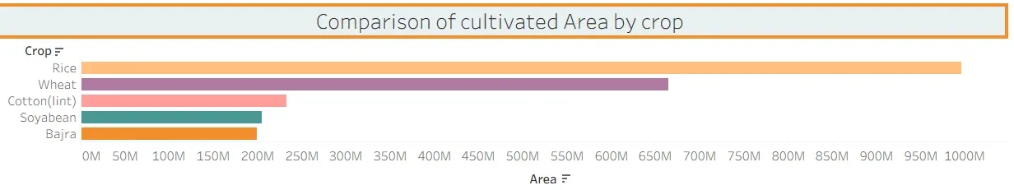 Comparison of cultivated Area by crop
Crop
Rice
Wheat
Cotton(lint)
Soyabean
Bajra
0M 50M 100M 150M 200M 250M 300M 350M 400M 450M 500M 550M 600M 650M 700M 750M 800M 850M 900M 950M 1000M
Area